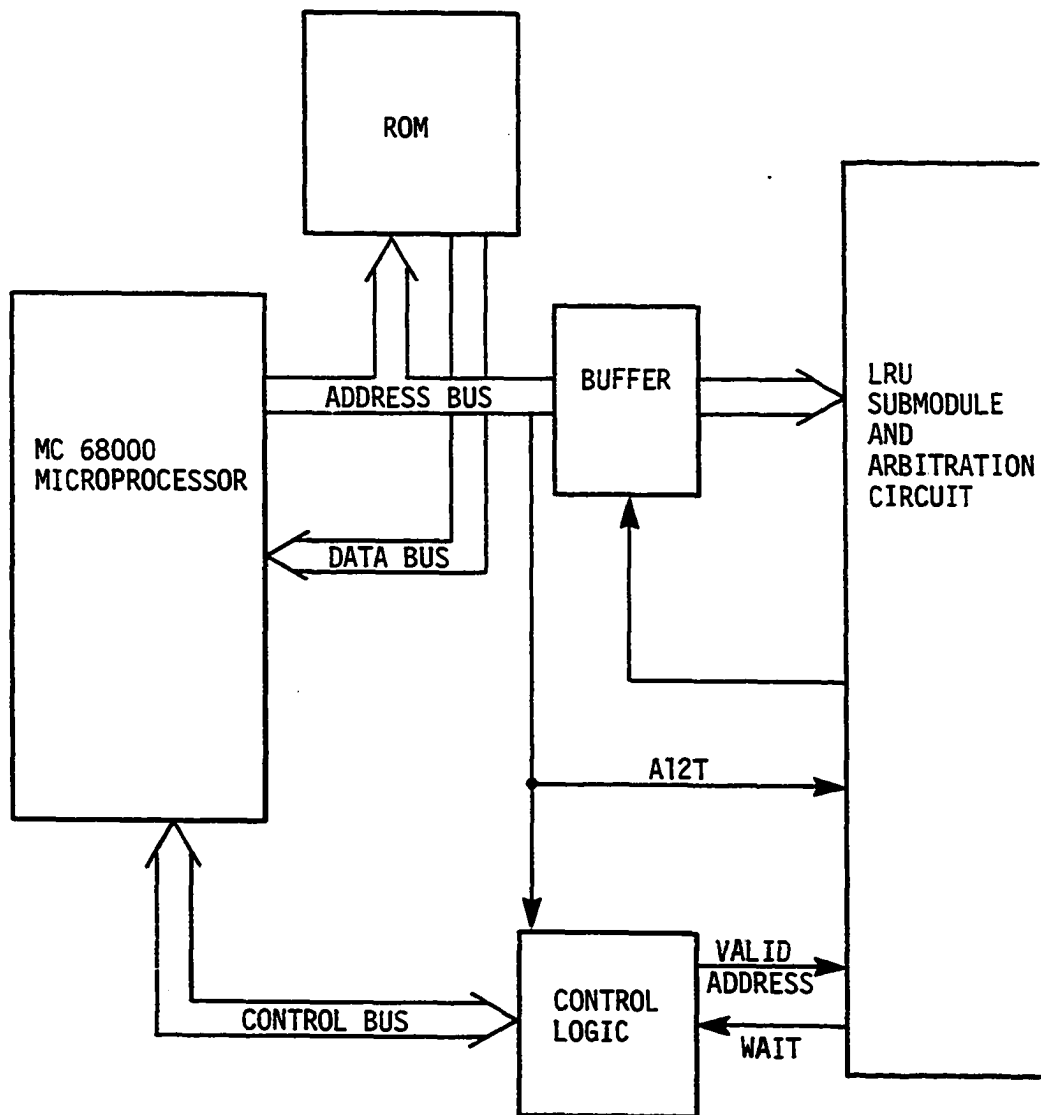 ROM
ADDRESS BUS
BUFFER
LRU
SUBMODULE
AND
ARBITRATION
CIRCUIT
MC 68000
MICROPROCESSOR
DATA BUS
A12T
VALID
ADDRESS
CONTROL
LOGIC
CONTROL BUS
WAIT